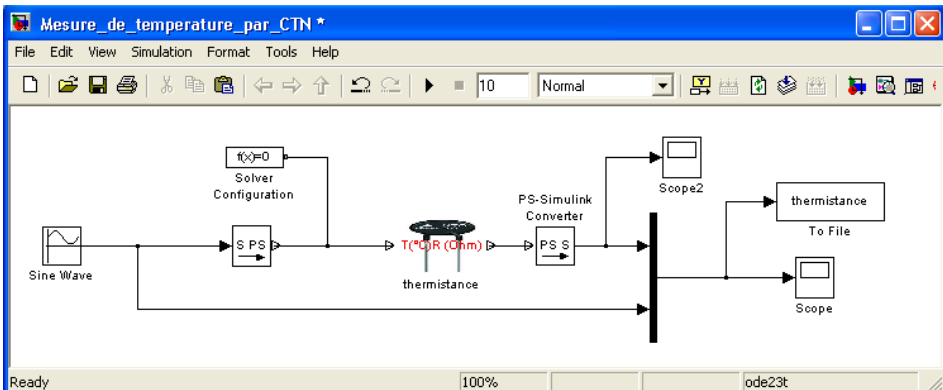 Mesure_de_temperature_par_CTN *
File Edit View Simulation Format Tools Help
10 Normal
f(x)=0
Solver
Configuration
Scope2
PS-Simulink
Converter
thermistance
To File
Sine Wave
S PS
T(°C)R (Ohm)
PS S
thermistance
Scope
Ready 100% ode23t